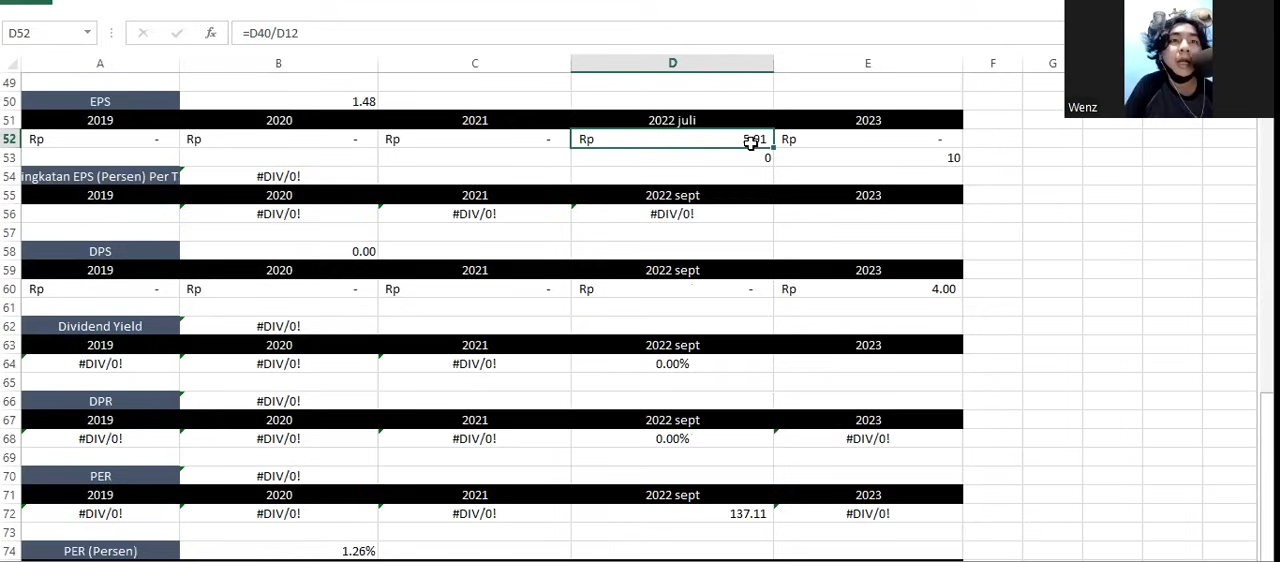 D52 fx =D40/D12
A B C D E F G
49
50 EPS 1.48
51 2019 2020 2021 2022 juli 2023
52 Rp - Rp - Rp - Rp Rp -
53 0 10
54 ingkatan EPS (Persen) Per T #DIV/0!
55 2019 2020 2021 2022 sept 2023
56 #DIV/0! #DIV/0! #DIV/0!
57
58 DPS 0.00
59 2019 2020 2021 2022 sept 2023
60 Rp - Rp - Rp - Rp - Rp 4.00
61
62 Dividend Yield #DIV/0!
63 2019 2020 2021 2022 sept 2023
64 #DIV/0! #DIV/0! #DIV/0! 0.00%
65
66 DPR #DIV/0!
67 2019 2020 2021 2022 sept 2023
68 #DIV/0! #DIV/0! #DIV/0! 0.00% #DIV/0!
69
70 PER #DIV/0!
71 2019 2020 2021 2022 sept 2023
72 #DIV/0! #DIV/0! #DIV/0! 137.11 #DIV/0!
73
74 PER (Persen) 1.26%
Wenz